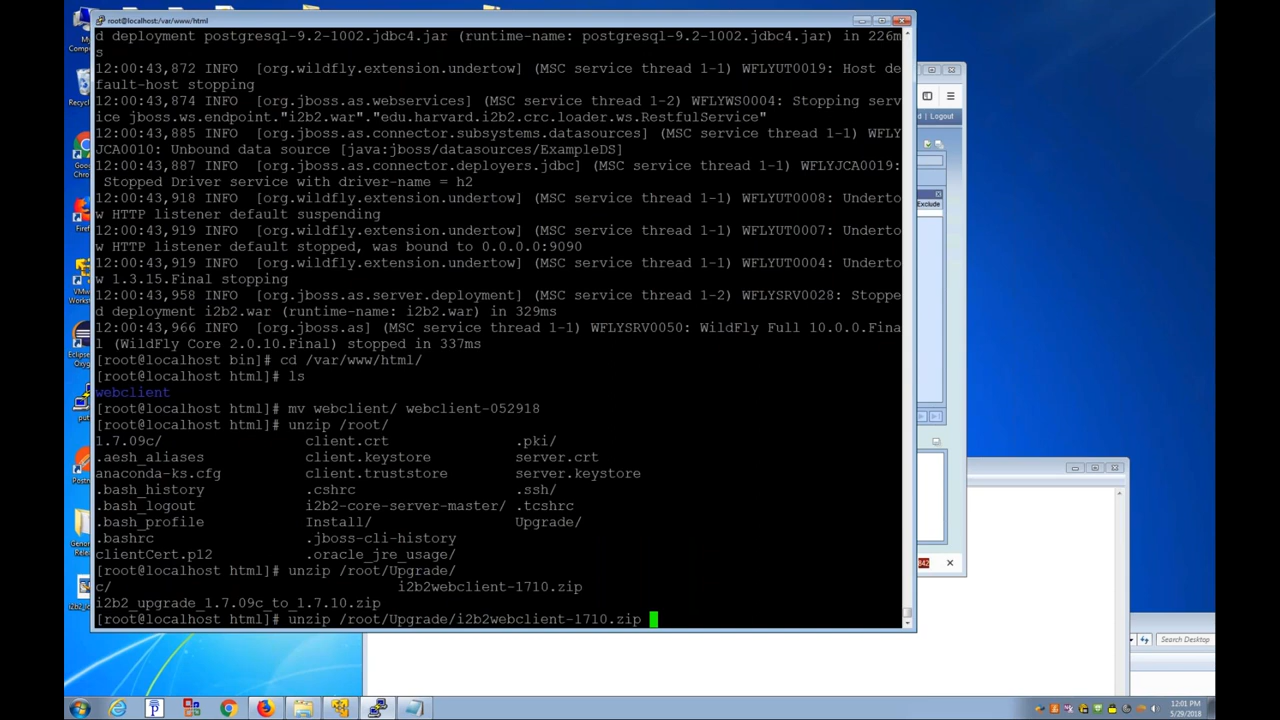 root@localhost:/var/www/html
d deployment postgresql-9.2-1002.jdbc4.jar (runtime-name: postgresql-9.2-1002.jdbc4.jar) in 226m
s
12:00:43,872 INFO  [org.wildfly.extension.undertow] (MSC service thread 1-1) WFLYUT0019: Host de
fault-host stopping
12:00:43,874 INFO  [org.jboss.as.webservices] (MSC service thread 1-2) WFLYWS0004: Stopping serv
ice jboss.ws.endpoint."i2b2.war"."edu.harvard.i2b2.crc.loader.ws.RestfulService"
12:00:43,885 INFO  [org.jboss.as.connector.subsystems.datasources] (MSC service thread 1-1) WFLY
JCA0010: Unbound data source [java:jboss/datasources/ExampleDS]
12:00:43,887 INFO  [org.jboss.as.connector.deployers.jdbc] (MSC service thread 1-1) WFLYJCA0019:
 Stopped Driver service with driver-name = h2
12:00:43,918 INFO  [org.wildfly.extension.undertow] (MSC service thread 1-1) WFLYUT0008: Underto
w HTTP listener default suspending
12:00:43,919 INFO  [org.wildfly.extension.undertow] (MSC service thread 1-1) WFLYUT0007: Underto
w HTTP listener default stopped, was bound to 0.0.0.0:9090
12:00:43,919 INFO  [org.wildfly.extension.undertow] (MSC service thread 1-1) WFLYUT0004: Underto
w 1.3.15.Final stopping
12:00:43,958 INFO  [org.jboss.as.server.deployment] (MSC service thread 1-2) WFLYSRV0028: Stoppe
d deployment i2b2.war (runtime-name: i2b2.war) in 329ms
12:00:43,966 INFO  [org.jboss.as] (MSC service thread 1-1) WFLYSRV0050: WildFly Full 10.0.0.Fina
l (WildFly Core 2.0.10.Final) stopped in 337ms
[root@localhost bin]# cd /var/www/html/
[root@localhost html]# ls
webclient
[root@localhost html]# mv webclient/ webclient-052918
[root@localhost html]# unzip /root/
1.7.09c/ client.crt .pki/
.aesh_aliases client.keystore server.crt
anaconda-ks.cfg client.truststore server.keystore
.bash_history .cshrc .ssh/
.bash_logout i2b2-core-server-master/ .tcshrc
.bash_profile Install/ Upgrade/
.bashrc .jboss-cli-history
clientCert.p12 .oracle_jre_usage/
[root@localhost html]# unzip /root/Upgrade/
c/ i2b2webclient-1710.zip
i2b2_upgrade_1.7.09c_to_1.7.10.zip
[root@localhost html]# unzip /root/Upgrade/i2b2webclient-1710.zip
Logout
Exclude
Search Desktop
12:01 PM
5/29/2018